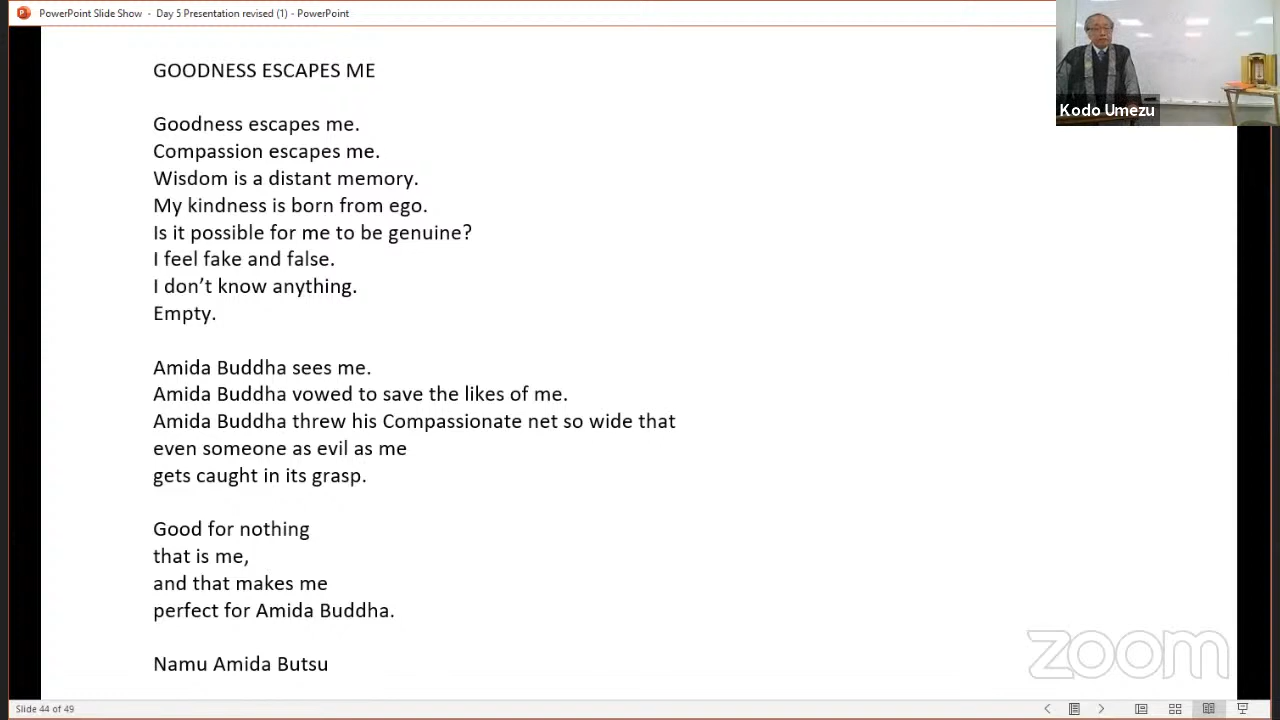 PowerPoint Slide Show - Day 5 Presentation revised (1) - PowerPoint
Kodo Umezu
GOODNESS ESCAPES ME
Goodness escapes me.
Compassion escapes me.
Wisdom is a distant memory.
My kindness is born from ego.
Is it possible for me to be genuine?
I feel fake and false.
I don’t know anything.
Empty.
Amida Buddha sees me.
Amida Buddha vowed to save the likes of me.
Amida Buddha threw his Compassionate net so wide that
even someone as evil as me
gets caught in its grasp.
Good for nothing
that is me,
and that makes me
perfect for Amida Buddha.
Namu Amida Butsu
zoom
Slide 44 of 49